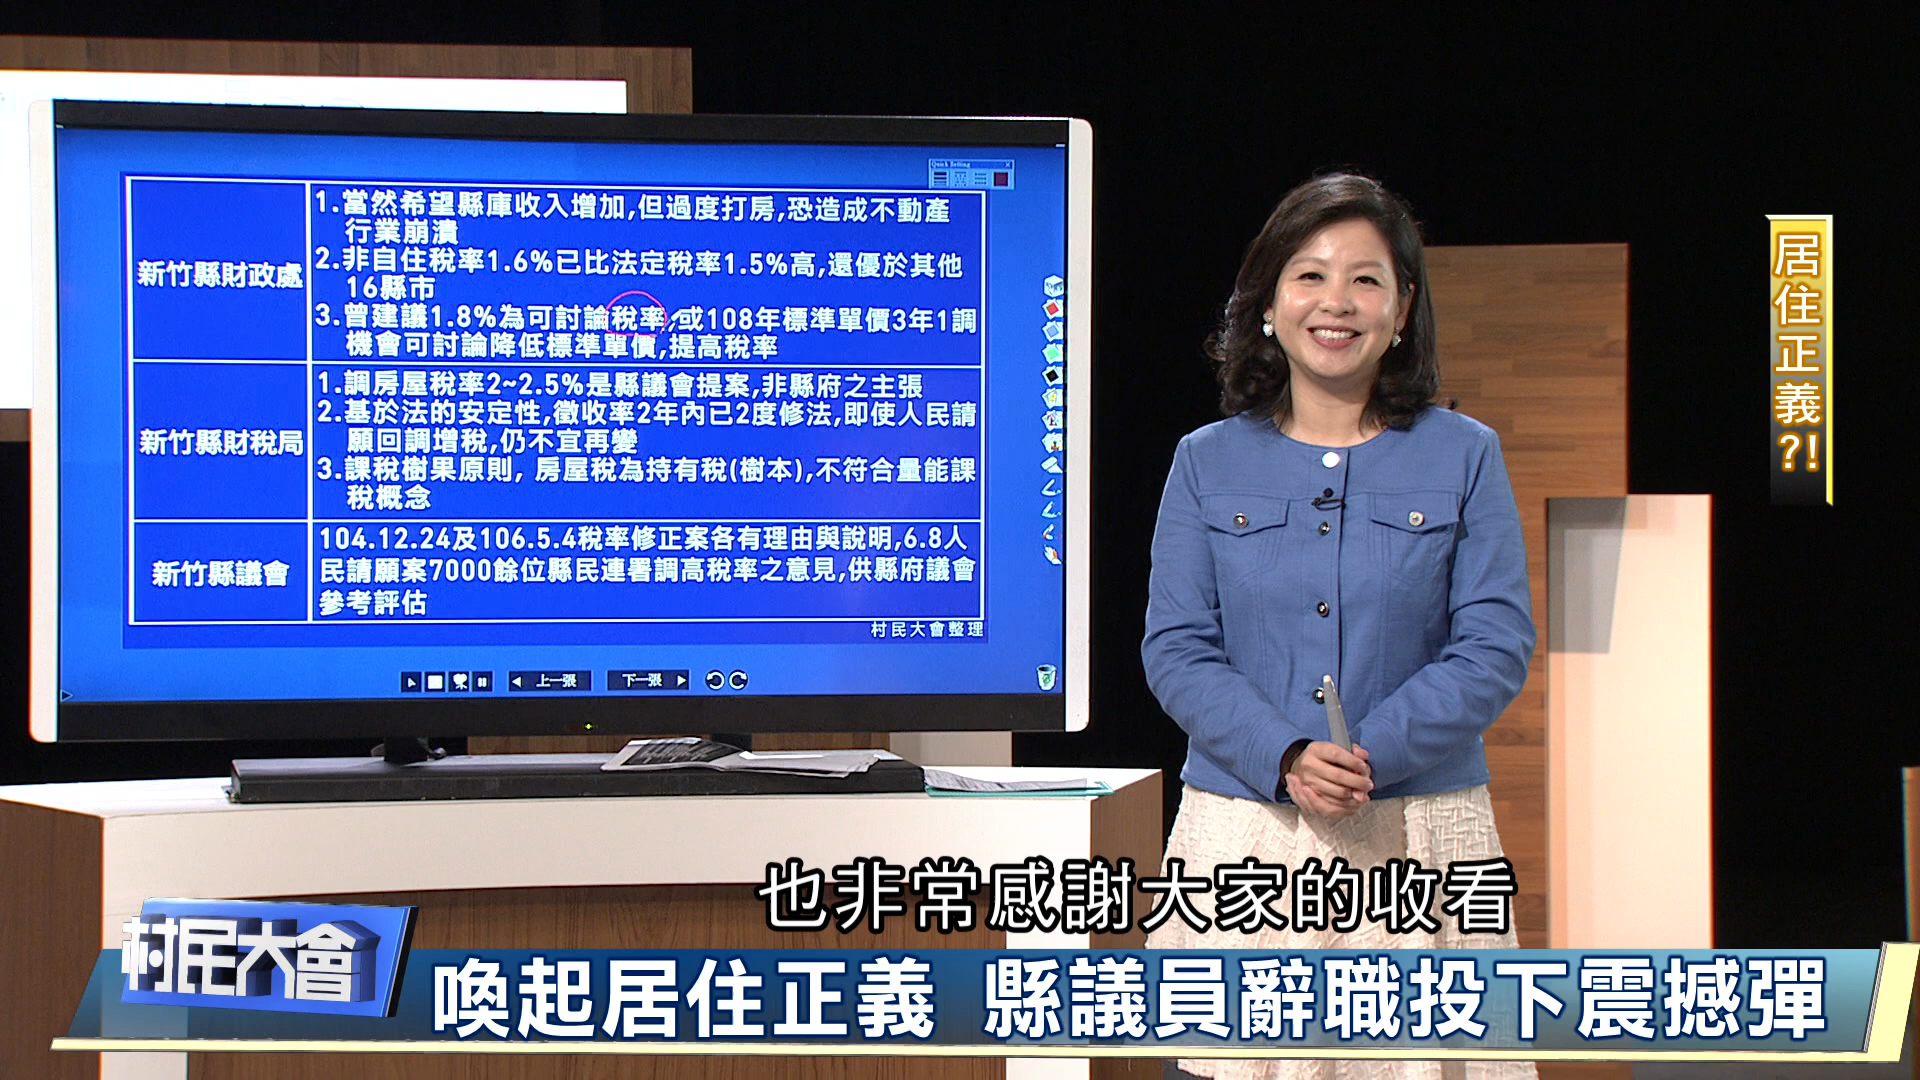 Quick Setting
新竹縣財政處
1.當然希望縣庫收入增加,但過度打房,恐造成不動產
行業崩潰
2.非自住稅率1.6%已比法定稅率1.5%高,還優於其他
16縣市
3.曾建議1.8%為可討論稅率,或108年標準單價3年1調
機會可討論降低標準單價,提高稅率
新竹縣財稅局
1.調房屋稅率2~2.5%是縣議會提案,非縣府之主張
2.基於法的安定性,徵收率2年內已2度修法,即使人民請
願回調增稅,仍不宜再變
3.課稅樹果原則, 房屋稅為持有稅(樹本),不符合量能課
稅概念
新竹縣議會
104.12.24及106.5.4稅率修正案各有理由與說明,6.8人
民請願案7000餘位縣民連署調高稅率之意見,供縣府議會
參考評估
村民大會整理
上一張
下一張
居住正義?!
也非常感謝大家的收看
村民大會
喚起居住正義 縣議員辭職投下震撼彈